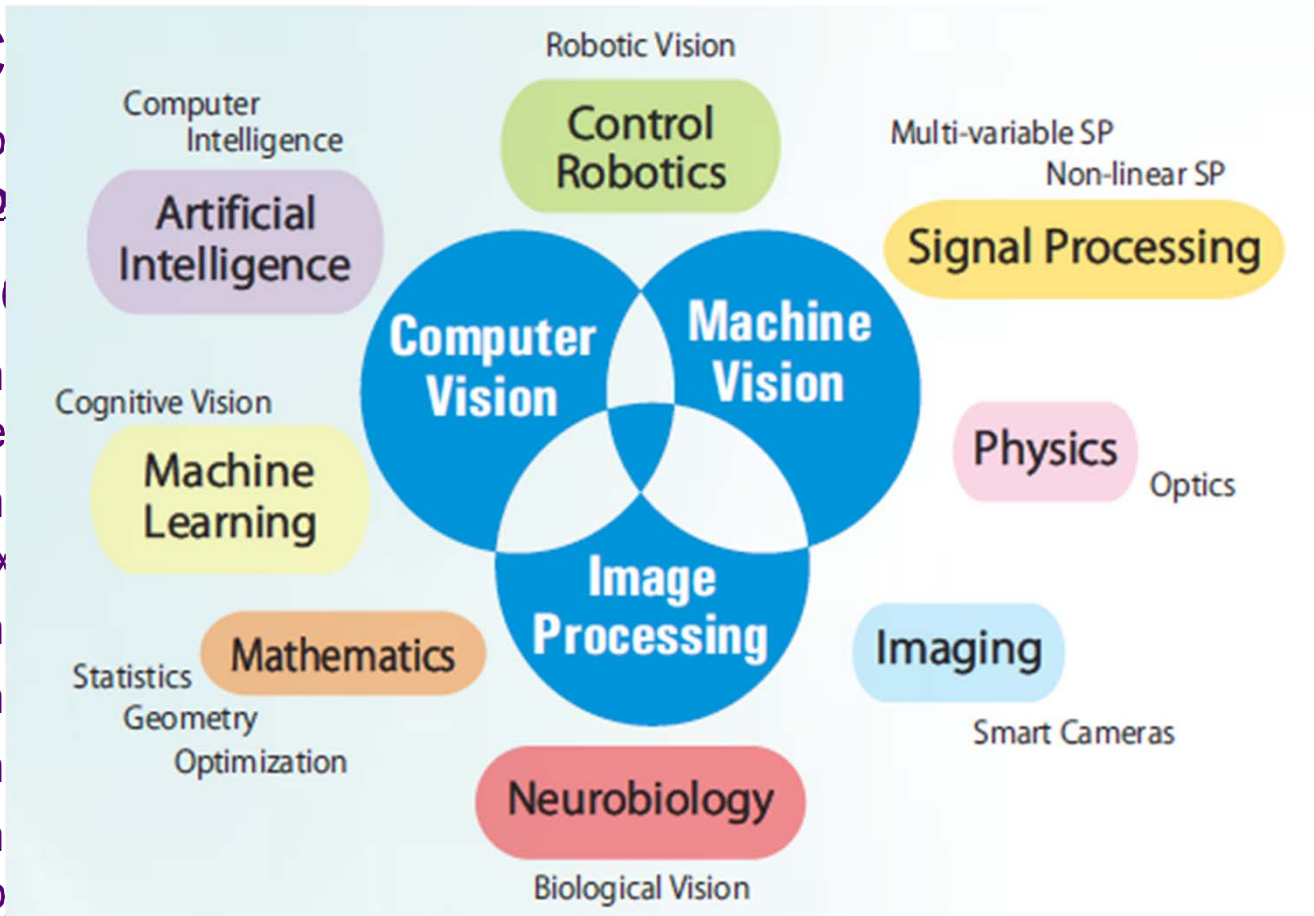 Robotic Vision
Control
Robotics
Computer
Intelligence
Artificial
Intelligence
Multi-variable SP
Non-linear SP
Signal Processing
Computer
Vision
Machine
Vision
Cognitive Vision
Machine
Learning
Physics
Optics
Image
Processing
Mathematics
Statistics
Geometry
Optimization
Imaging
Smart Cameras
Neurobiology
Biological Vision